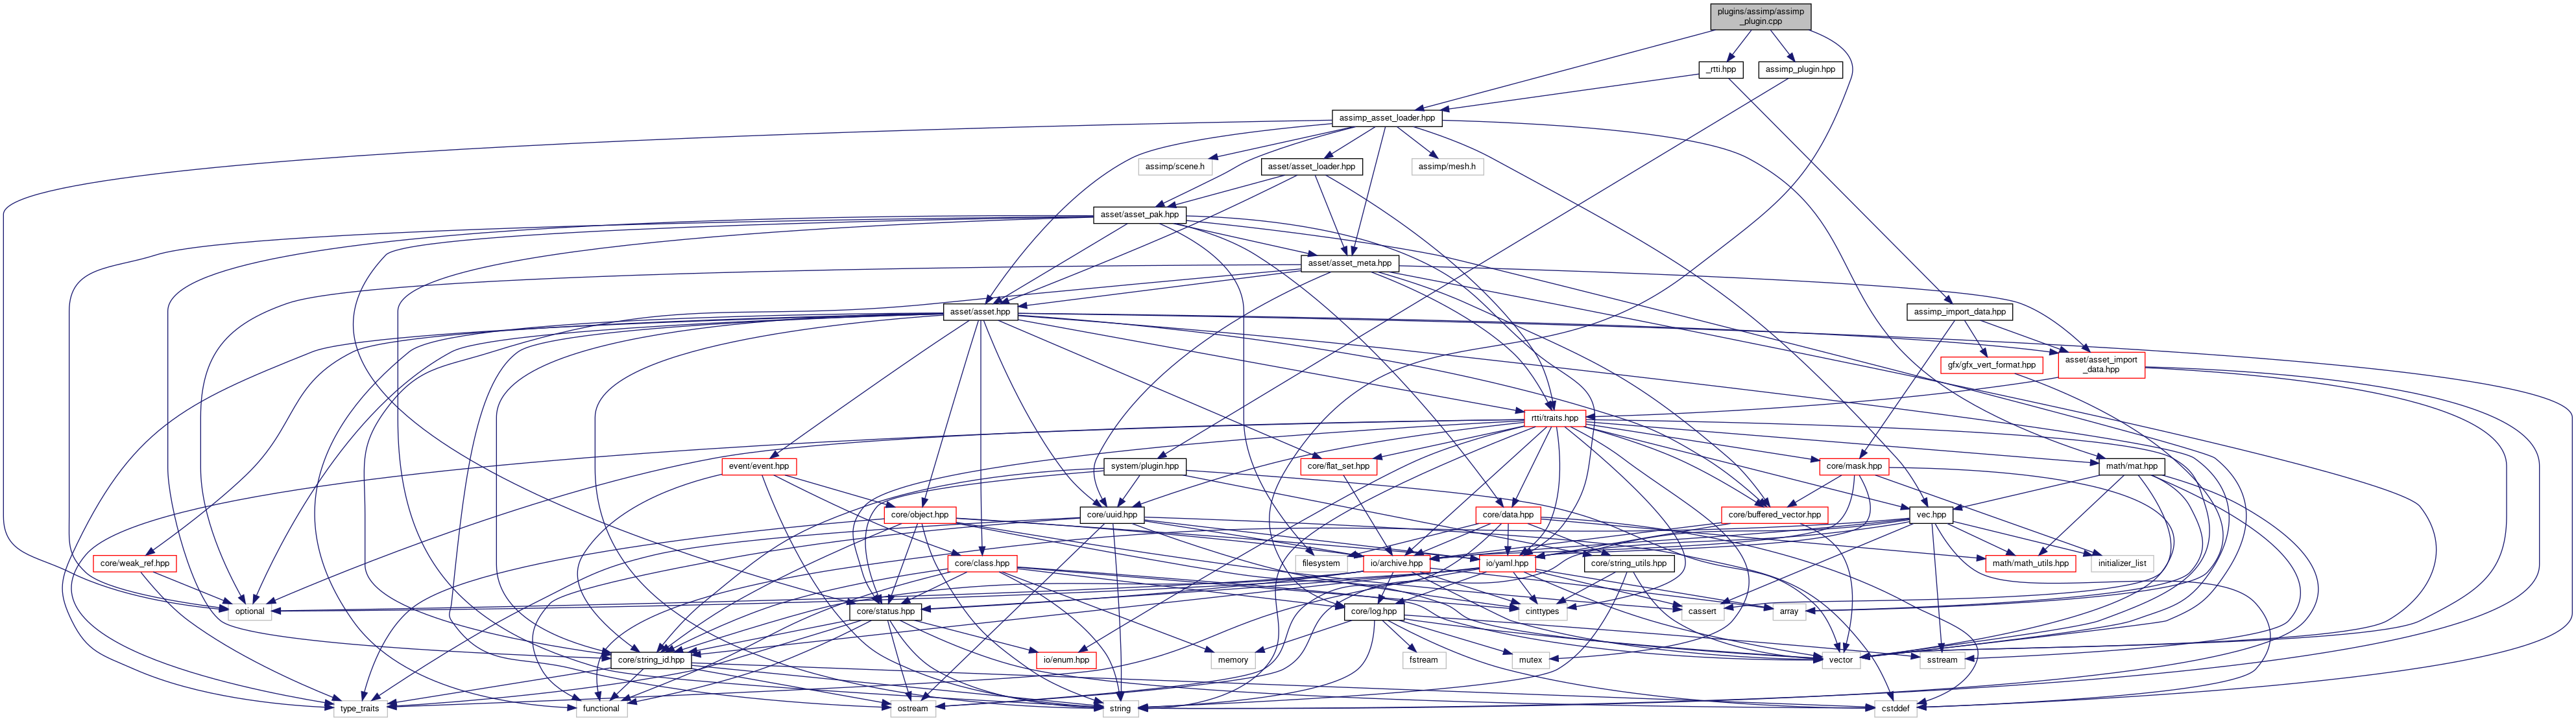 plugins/assimp/assimp
_plugin.cpp
_rtti.hpp
assimp_plugin.hpp
assimp_asset_loader.hpp
assimp/scene.h
asset/asset_loader.hpp
assimp/mesh.h
asset/asset_pak.hpp
asset/asset_meta.hpp
asset/asset.hpp
assimp_import_data.hpp
gfx/gfx_vert_format.hpp
asset/asset_import
_data.hpp
rtti/traits.hpp
event/event.hpp
system/plugin.hpp
core/flat_set.hpp
core/mask.hpp
math/mat.hpp
core/object.hpp
core/uuid.hpp
core/data.hpp
core/buffered_vector.hpp
vec.hpp
core/weak_ref.hpp
core/class.hpp
filesystem
io/archive.hpp
io/yaml.hpp
core/string_utils.hpp
math/math_utils.hpp
initializer_list
optional
core/status.hpp
core/log.hpp
cinttypes
cassert
array
core/string_id.hpp
io/enum.hpp
memory
fstream
mutex
vector
sstream
type_traits
functional
ostream
string
cstddef